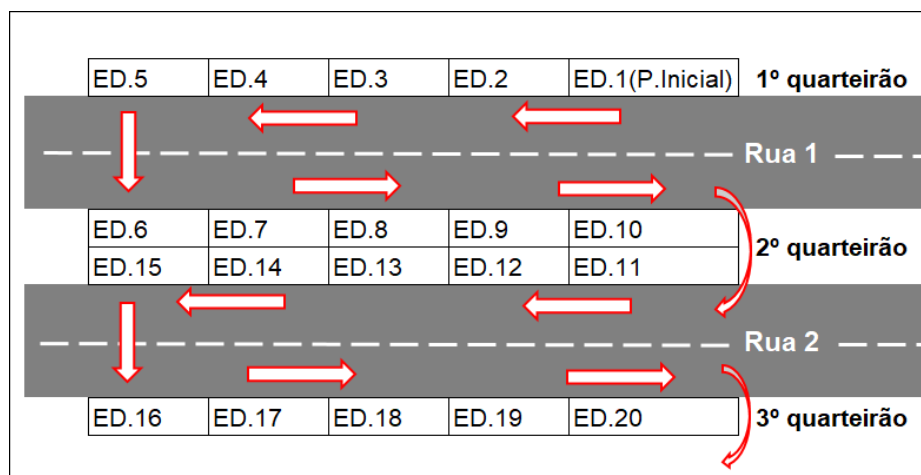 ED.5 ED.4 ED.3 ED.2 ED.1(P.Inicial) 1º quarteirão
Rua 1
ED.6 ED.7 ED.8 ED.9 ED.10
2º quarteirão
ED.15 ED.14 ED.13 ED.12 ED.11
Rua 2
ED.16 ED.17 ED.18 ED.19 ED.20 3º quarteirão